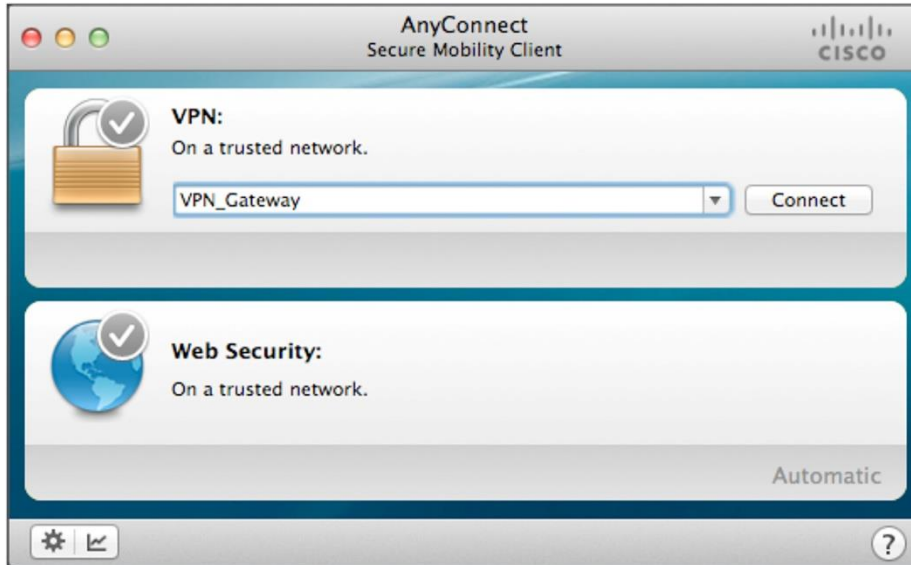 AnyConnect
Secure Mobility Client
CISCO
VPN:
On a trusted network.
VPN_Gateway
Connect
Web Security:
On a trusted network.
Automatic
?